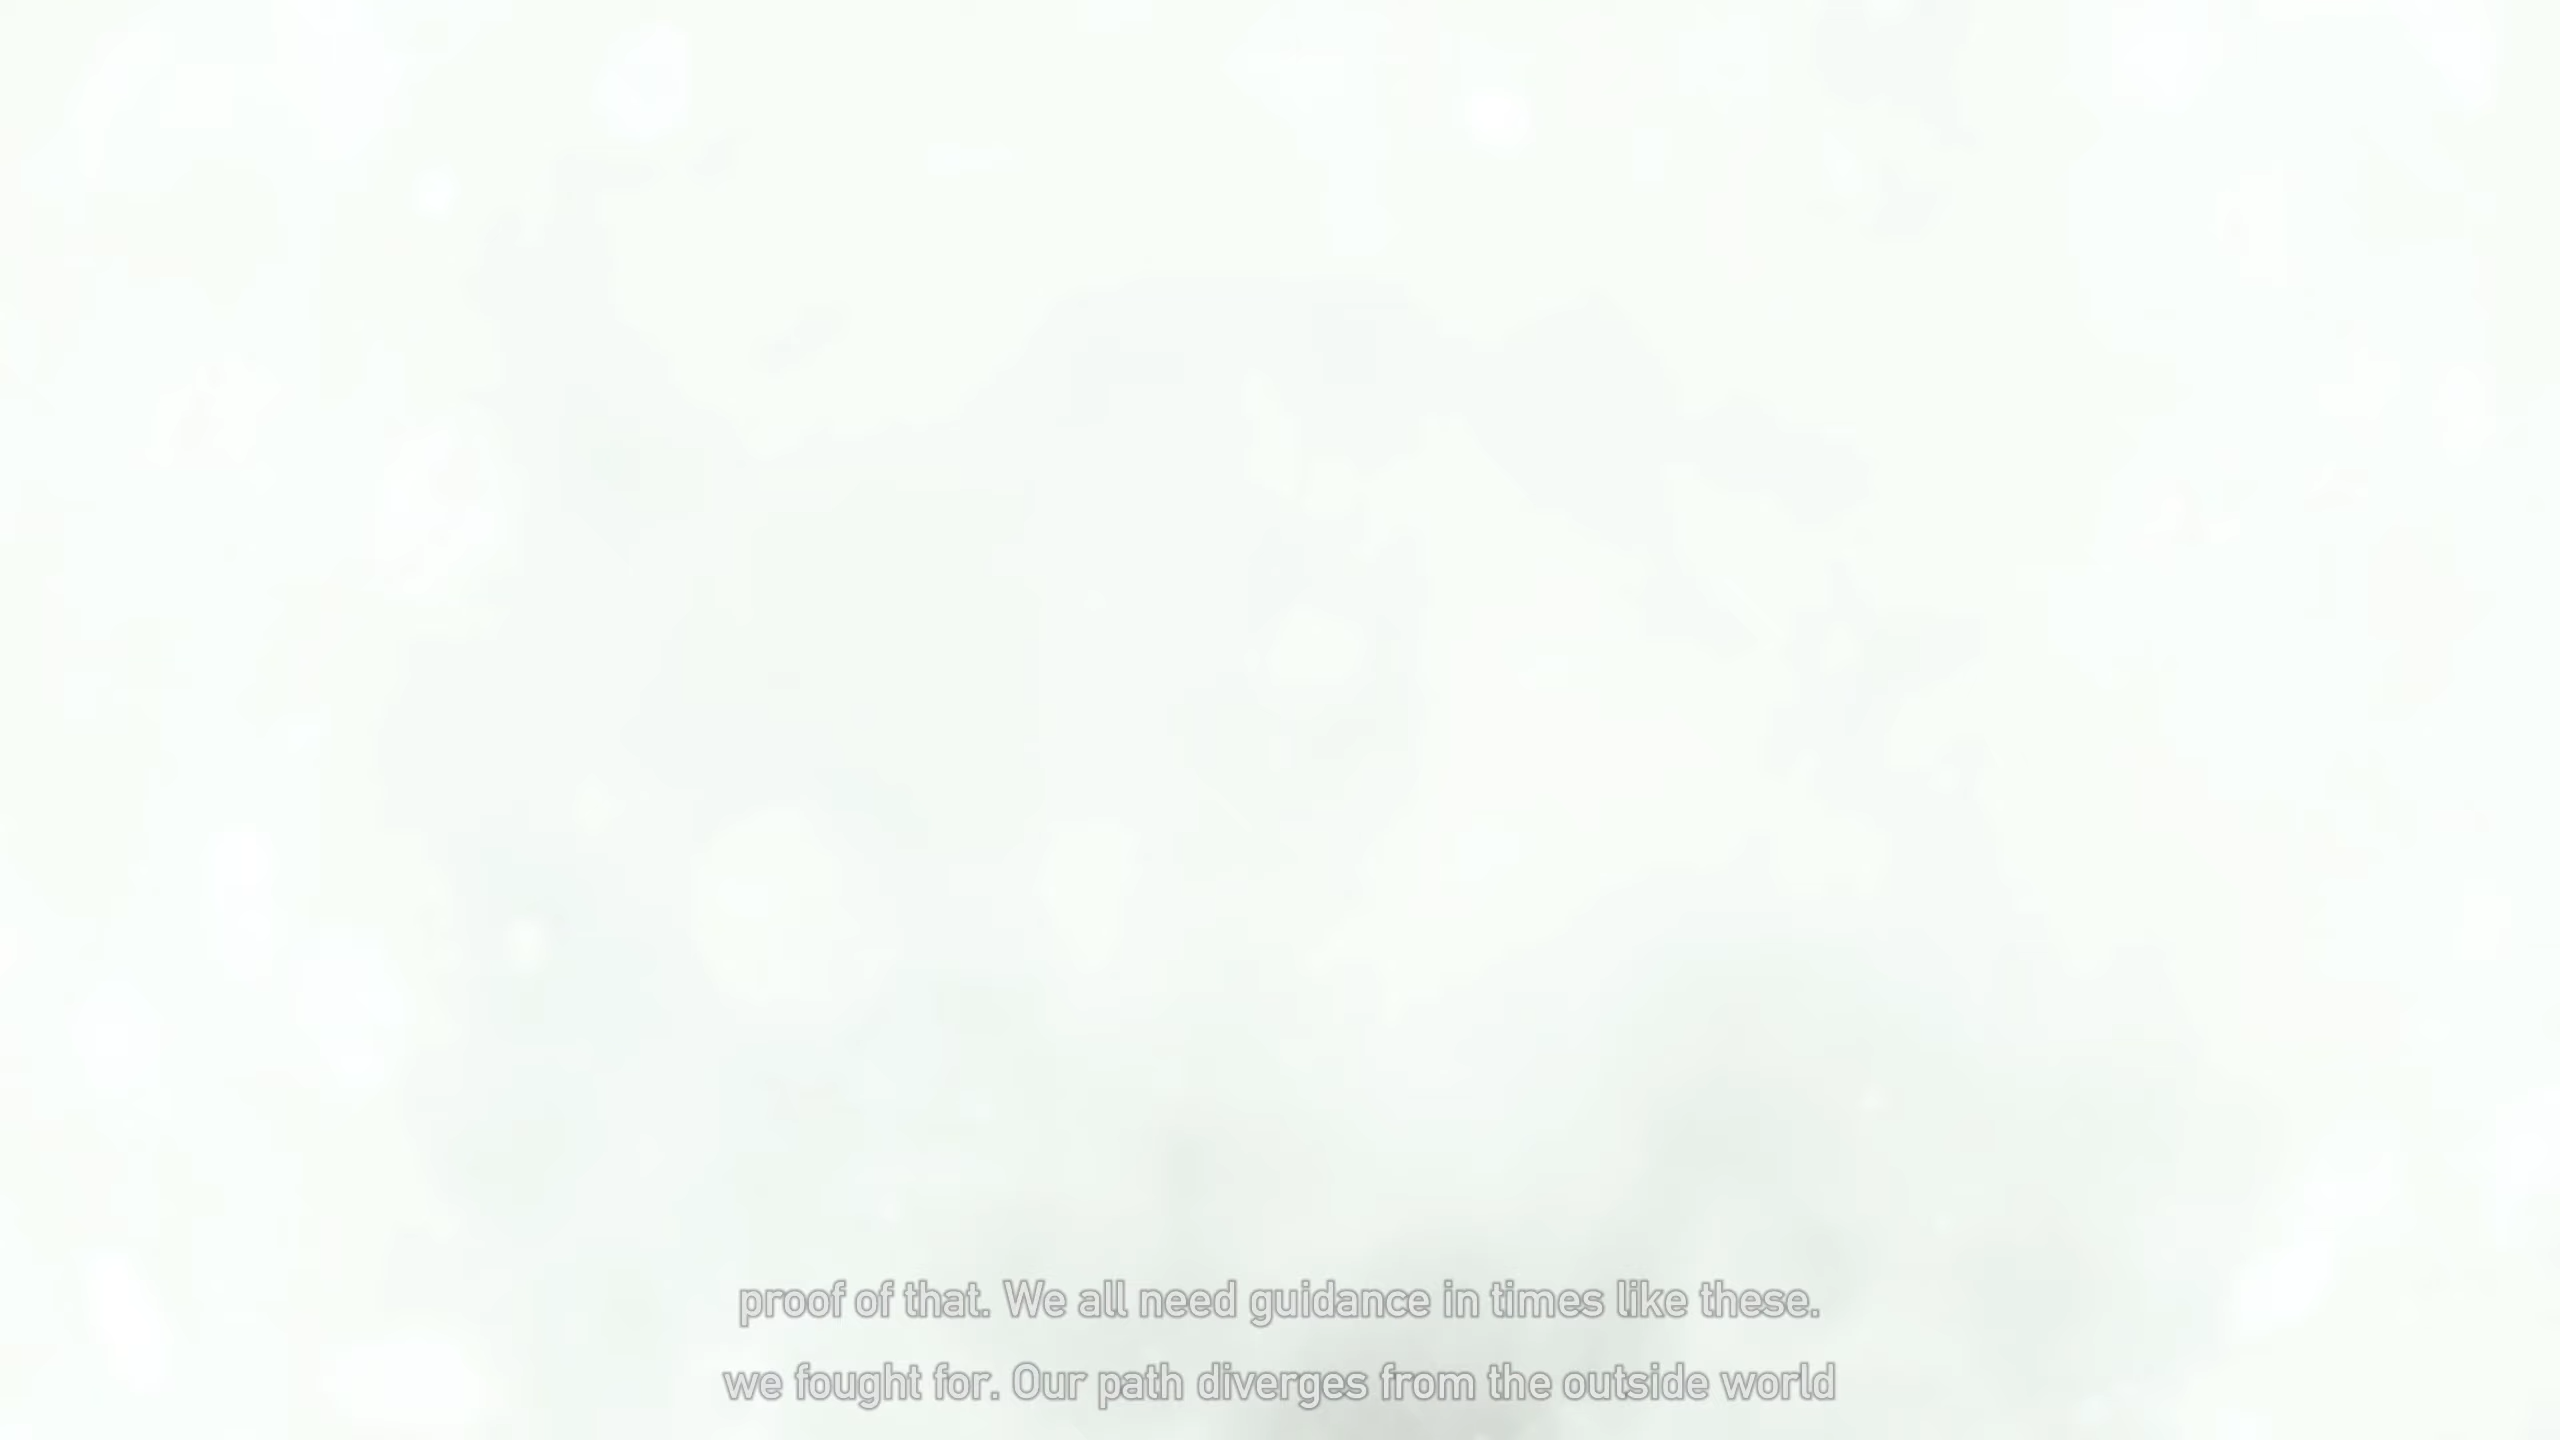 proof of that. We all need guidance in times like these.
we fought for. Our path diverges from the outside world